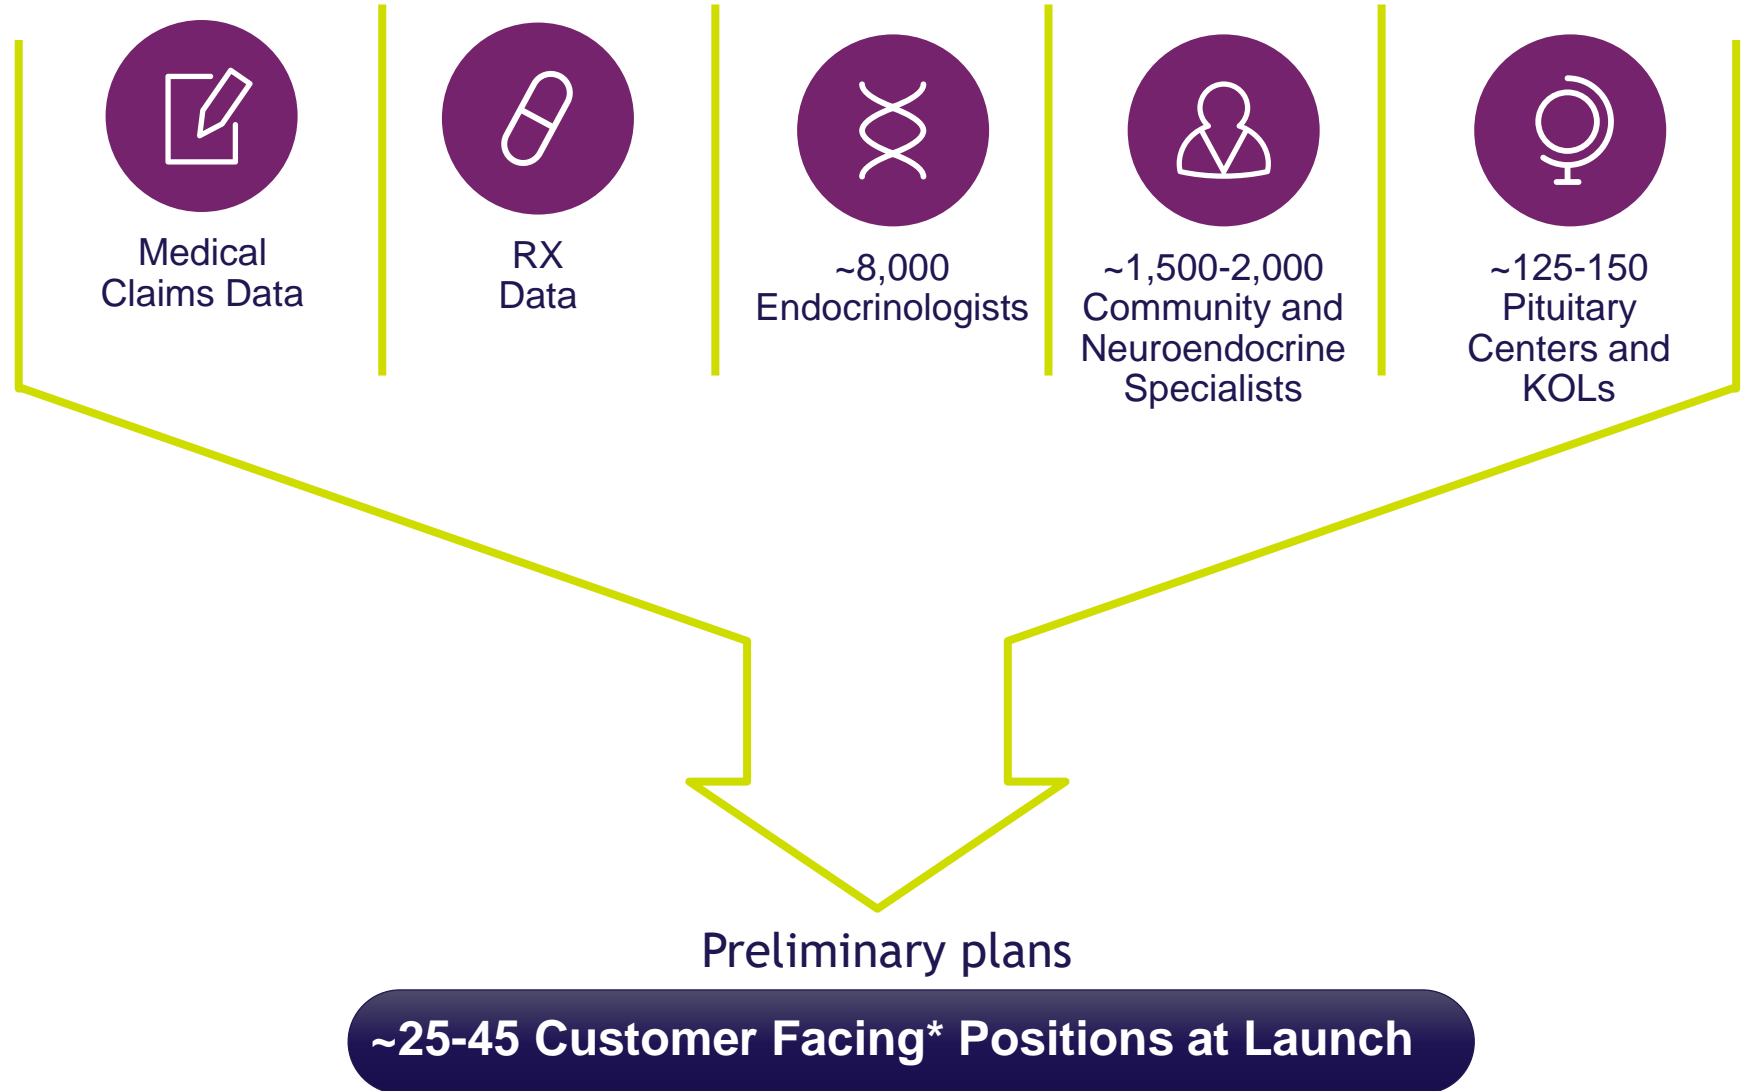 Medical
Claims Data
RX
Data
~8,000
Endocrinologists
~1,500-2,000
Community and
Neuroendocrine
Specialists
~125-150
Pituitary
Centers and
KOLs
Preliminary plans
~25-45 Customer Facing* Positions at Launch